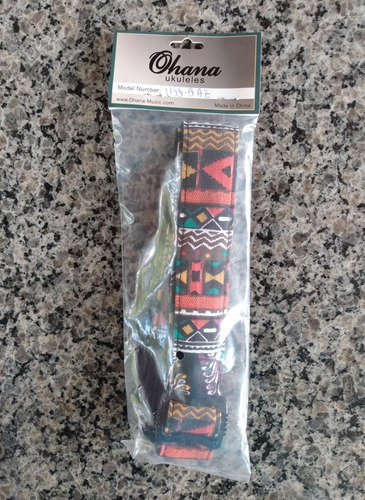 Ohana
ukuleles
Model Number:
www.OhanaMusic.com
Made in China